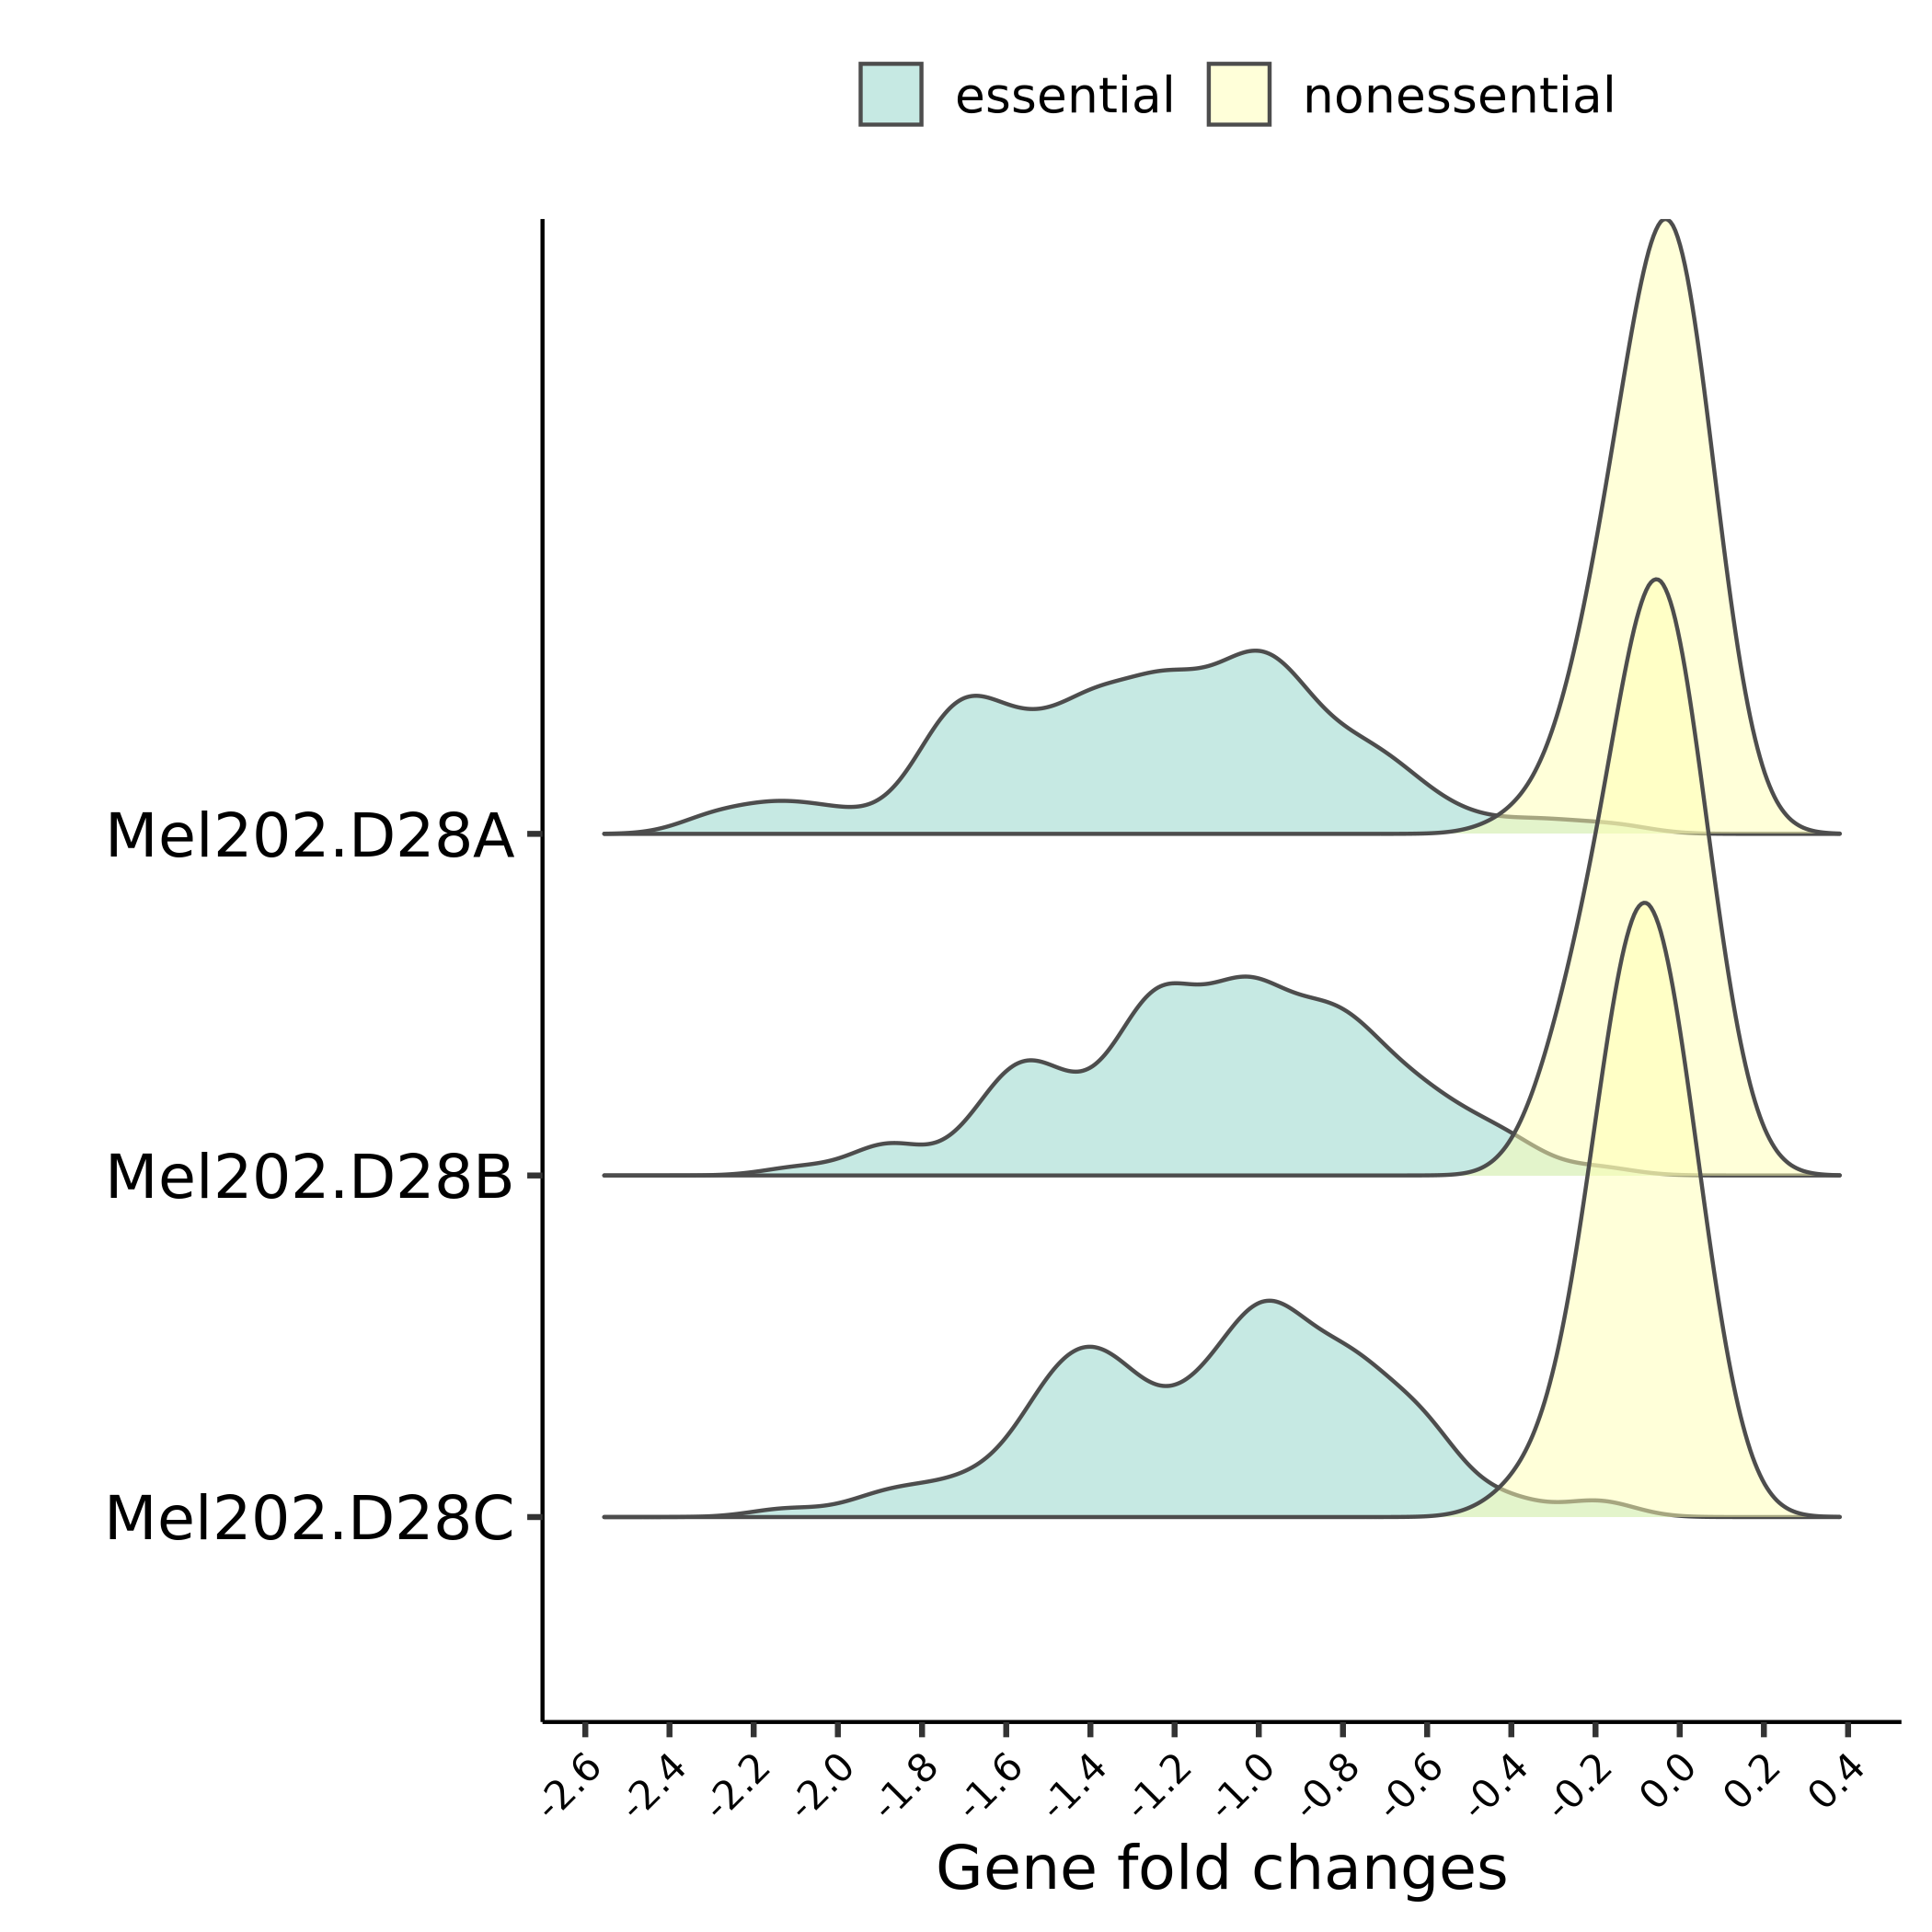 essential nonessential
Mel202.D28A
Mel202.D28B
Mel202.D28C
-2.6 -2.4 -2.2 -2.0 -1.8 -1.6 -1.4 -1.2 -1.0 -0.8 -0.6 -0.4 -0.2 0.0 0.2 0.4
Gene fold changes